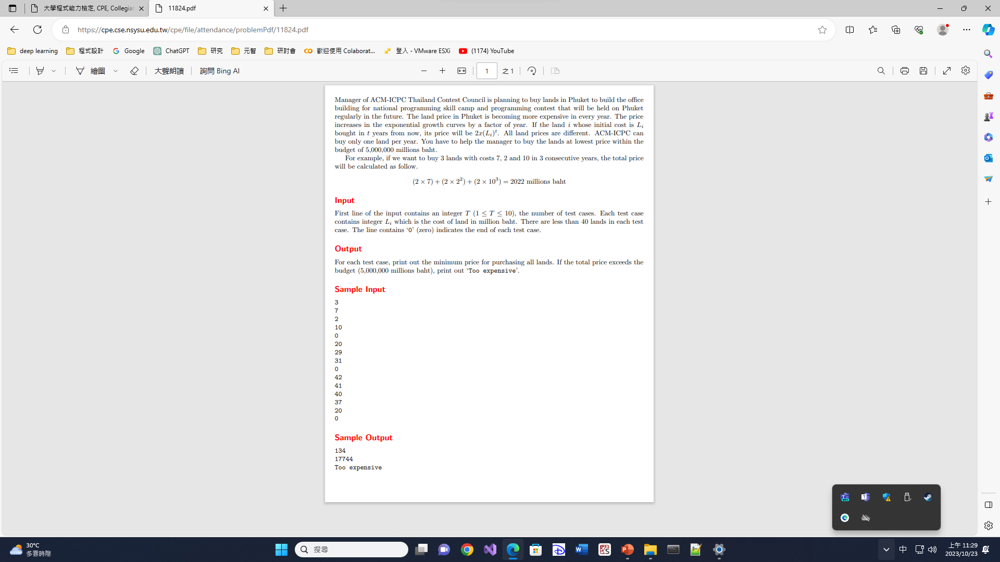 大學程式能力檢定, CPE, Collegiat
11824.pdf
https://cpe.cse.nsysu.edu.tw/cpe/file/attendance/problemPdf/11824.pdf
deep learning
程式設計
Google
ChatGPT
研究
元智
研討會
歡迎使用 Colaborat...
登入 - VMware ESXi
(1174) YouTube
繪圖
大聲朗讀
詢問 Bing AI
1
之 1
Manager of ACM-ICPC Thailand Contest Council is planning to buy lands in Phuket to build the office
building for national programming skill camp and programming contest that will be held on Phuket
regularly in the future. The land price in Phuket is becoming more expensive in every year. The price
increases in the exponential growth curves by a factor of year. If the land i whose initial cost is Lᵢ
bought in t years from now, its price will be 2x(Lᵢ)ᵗ. All land prices are different. ACM-ICPC can
buy only one land per year. You have to help the manager to buy the lands at lowest price within the
budget of 5,000,000 millions baht.
For example, if we want to buy 3 lands with costs 7, 2 and 10 in 3 consecutive years, the total price
will be calculated as follow.
(2 × 7) + (2 × 2²) + (2 × 10³) = 2022 millions baht
Input
First line of the input contains an integer T (1 ≤ T ≤ 10), the number of test cases. Each test case
contains integer Lᵢ which is the cost of land in million baht. There are less than 40 lands in each test
case. The line contains ‘0’ (zero) indicates the end of each test case.
Output
For each test case, print out the minimum price for purchasing all lands. If the total price exceeds the
budget (5,000,000 millions baht), print out ‘Too expensive’.
Sample Input
3
7
2
10
0
20
29
31
0
42
41
40
37
20
0
Sample Output
134
17744
Too expensive
30°C
多雲時陰
搜尋
中
上午 11:29
2023/10/23